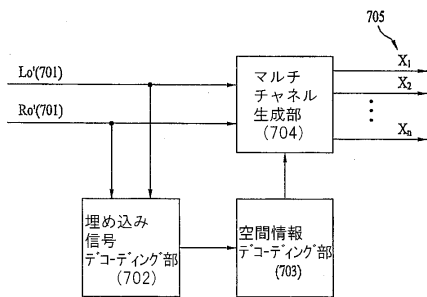 705
Lo'(701)
Ro'(701)
マルチ
チャネル
生成部
(704)
X1
X2
Xn
埋め込み
信号
デコーディング部
(702)
空間情報
デコーディング部
(703)